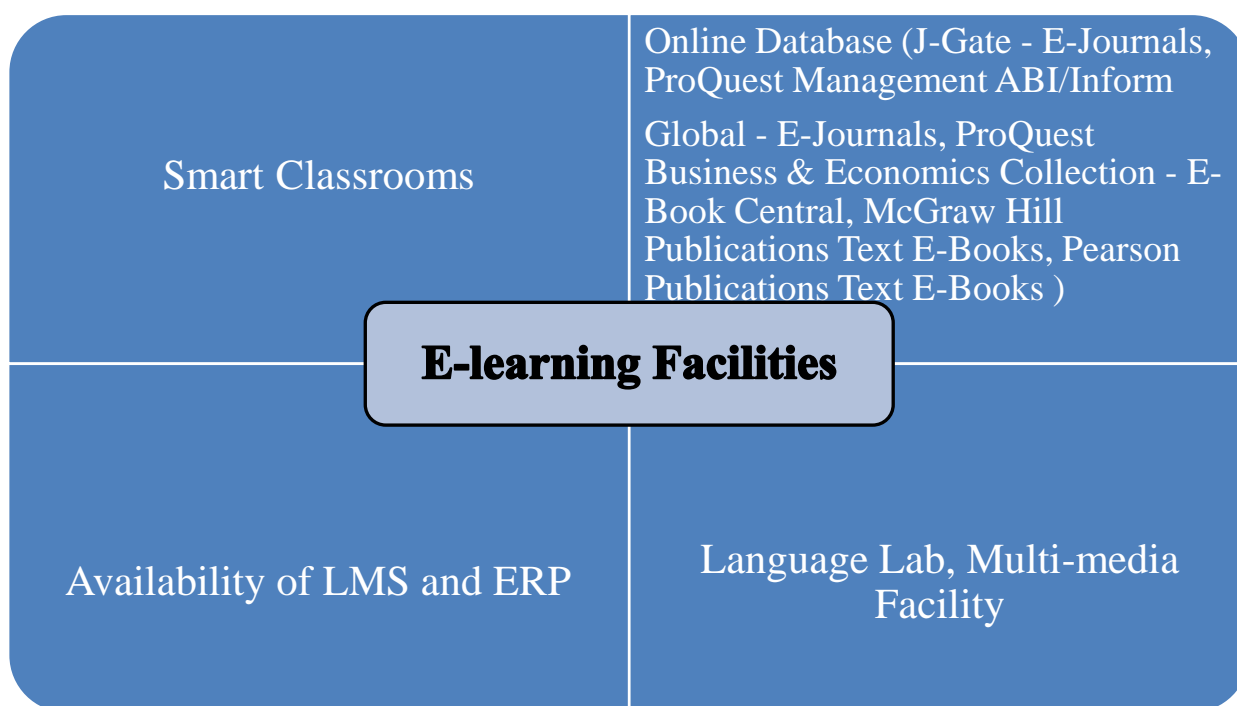 Smart Classrooms
Online Database (J-Gate - E-Journals,
ProQuest Management ABI/Inform
Global - E-Journals, ProQuest
Business & Economics Collection - E-
Book Central, McGraw Hill
Publications Text E-Books, Pearson
Publications Text E-Books )
E-learning Facilities
Availability of LMS and ERP
Language Lab, Multi-media
Facility